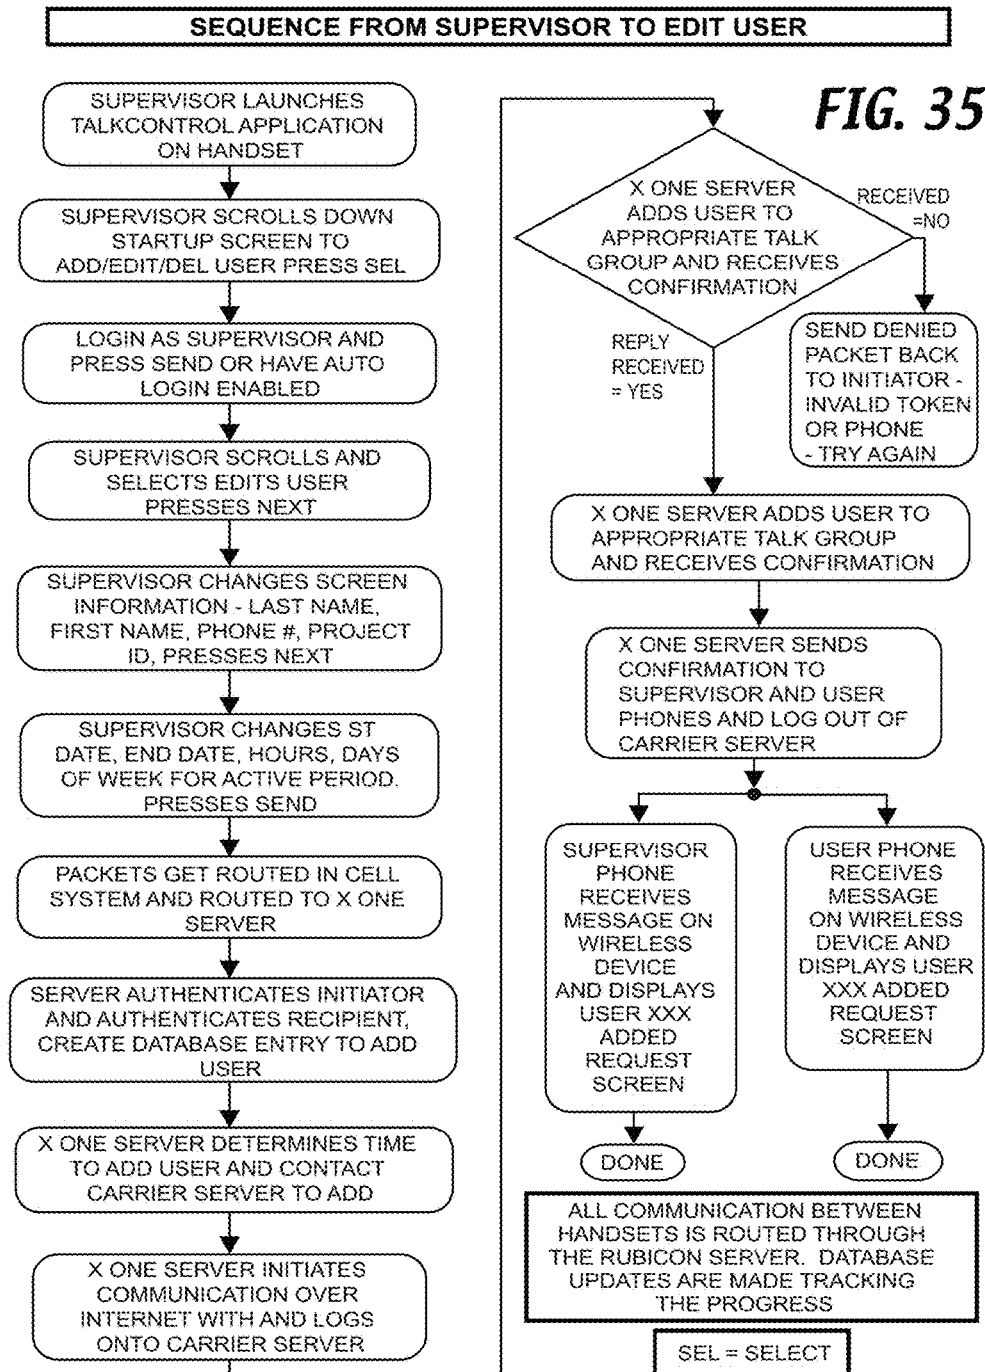 SEQUENCE FROM SUPERVISOR TO EDIT USER
FIG. 35
SUPERVISOR LAUNCHES
TALKCONTROL APPLICATION
ON HANDSET
SUPERVISOR SCROLLS DOWN
STARTUP SCREEN TO
ADD/EDIT/DEL USER PRESS SEL
LOGIN AS SUPERVISOR AND
PRESS SEND OR HAVE AUTO
LOGIN ENABLED
SUPERVISOR SCROLLS AND
SELECTS EDITS USER
PRESSES NEXT
SUPERVISOR CHANGES SCREEN
INFORMATION - LAST NAME,
FIRST NAME, PHONE #, PROJECT
ID, PRESSES NEXT
SUPERVISOR CHANGES ST
DATE, END DATE, HOURS, DAYS
OF WEEK FOR ACTIVE PERIOD.
PRESSES SEND
PACKETS GET ROUTED IN CELL
SYSTEM AND ROUTED TO X ONE
SERVER
SERVER AUTHENTICATES INITIATOR
AND AUTHENTICATES RECIPIENT,
CREATE DATABASE ENTRY TO ADD
USER
X ONE SERVER DETERMINES TIME
TO ADD USER AND CONTACT
CARRIER SERVER TO ADD
X ONE SERVER INITIATES
COMMUNICATION OVER
INTERNET WITH AND LOGS
ONTO CARRIER SERVER
X ONE SERVER
ADDS USER TO
APPROPRIATE TALK
GROUP AND RECEIVES
CONFIRMATION
RECEIVED
=NO
SEND DENIED
PACKET BACK
TO INITIATOR -
INVALID TOKEN
OR PHONE
- TRY AGAIN
REPLY
RECEIVED
= YES
X ONE SERVER ADDS USER TO
APPROPRIATE TALK GROUP
AND RECEIVES CONFIRMATION
X ONE SERVER SENDS
CONFIRMATION TO
SUPERVISOR AND USER
PHONES AND LOG OUT OF
CARRIER SERVER
SUPERVISOR
PHONE
RECEIVES
MESSAGE ON
WIRELESS
DEVICE
AND DISPLAYS
USER XXX
ADDED
REQUEST
SCREEN
DONE
USER PHONE
RECEIVES
MESSAGE
ON WIRELESS
DEVICE AND
DISPLAYS USER
XXX ADDED
REQUEST
SCREEN
DONE
ALL COMMUNICATION BETWEEN
HANDSETS IS ROUTED THROUGH
THE RUBICON SERVER. DATABASE
UPDATES ARE MADE TRACKING
THE PROGRESS
SEL = SELECT